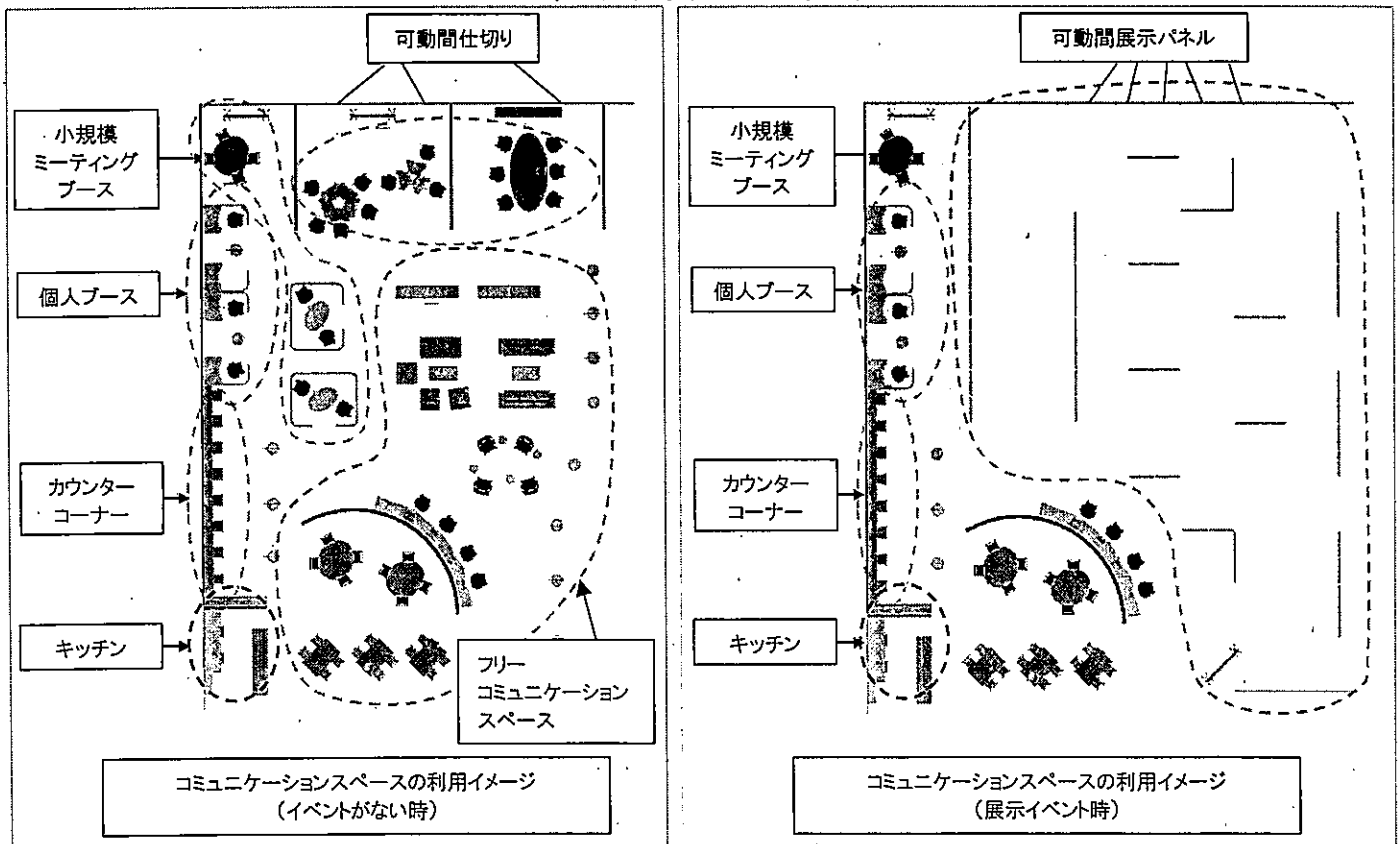 可動間仕切り
小規模
ミーティング
ブース
個人ブース
カウンター
コーナー
キッチン
フリー
コミュニケーション
スペース
コミュニケーションスペースの利用イメージ
(イベントがない時)
可動間展示パネル
小規模
ミーティング
ブース
個人ブース
カウンター
コーナー
キッチン
コミュニケーションスペースの利用イメージ
(展示イベント時)